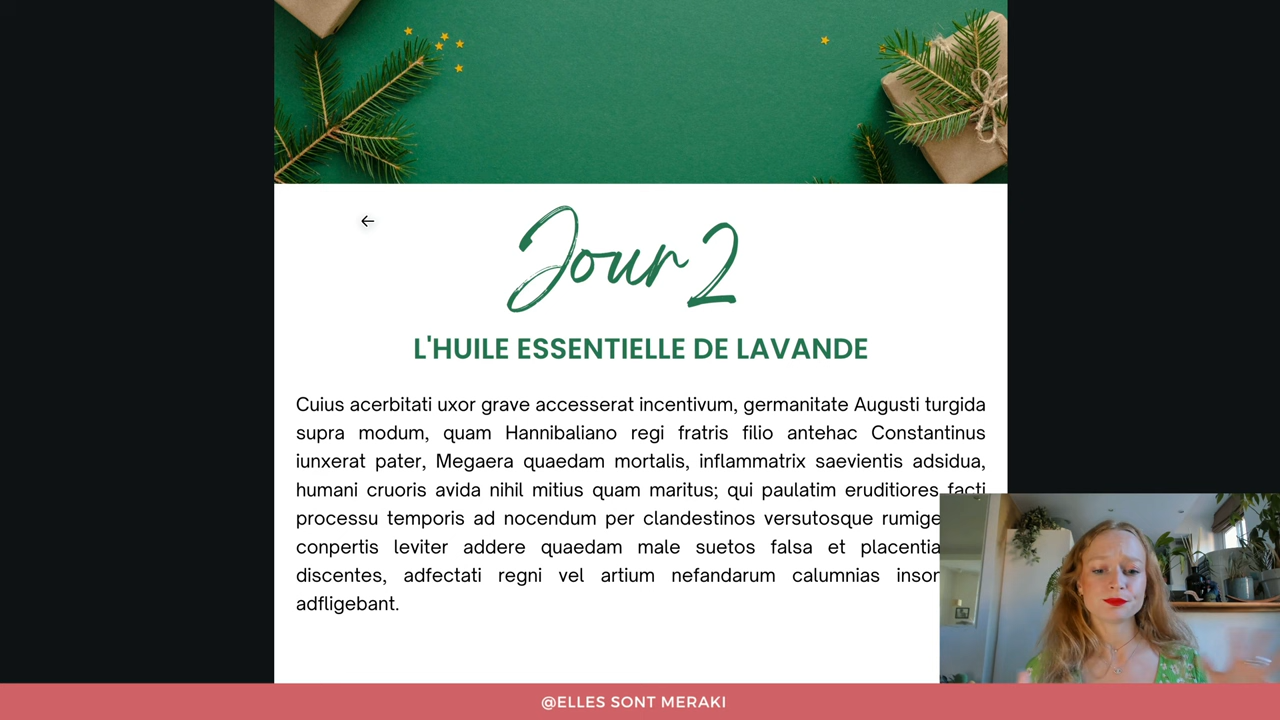 Jour 2
L'HUILE ESSENTIELLE DE LAVANDE
Cuius acerbitati uxor grave accesserat incentivum, germanitate Augusti turgida
supra modum, quam Hannibaliano regi fratris filio antehac Constantinus
iunxerat pater, Megaera quaedam mortalis, inflammatrix saevientis adsidua,
humani cruoris avida nihil mitius quam maritus; qui paulatim eruditiores facti
processu temporis ad nocendum per clandestinos versutosque
conpertis leviter addere quaedam male suetos falsa et
discentes, adfectati regni vel artium nefandarum calumnias
adfligebant.
@ELLES SONT MERAKI